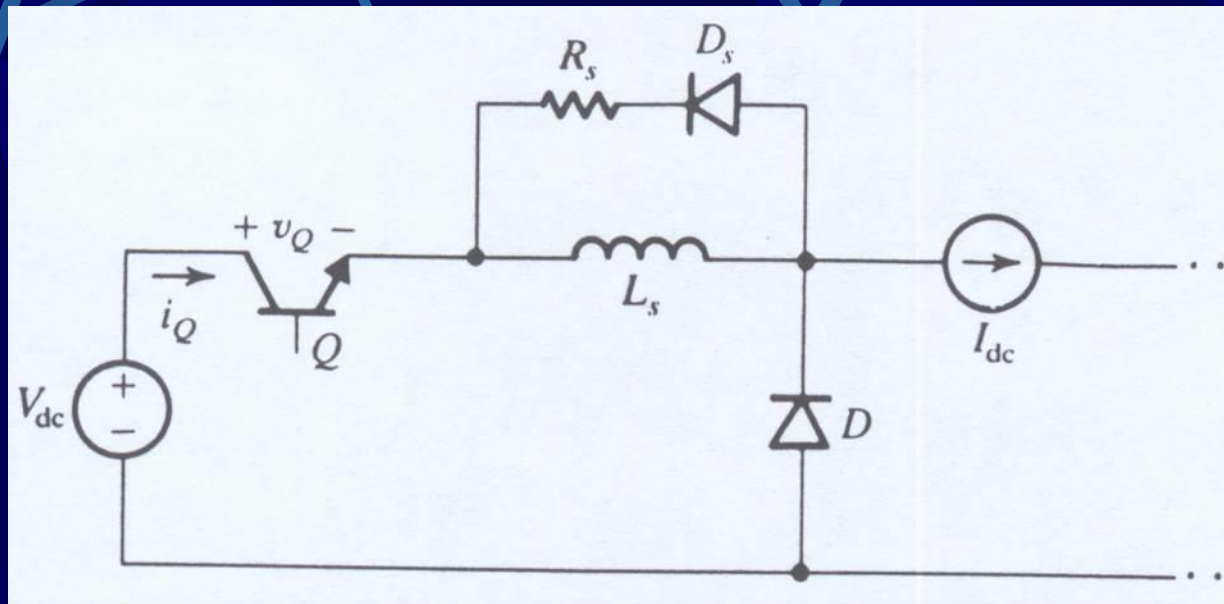 R_s
D_s
+ v_Q −
i_Q
Q
L_s
I_dc
V_dc
+
−
D